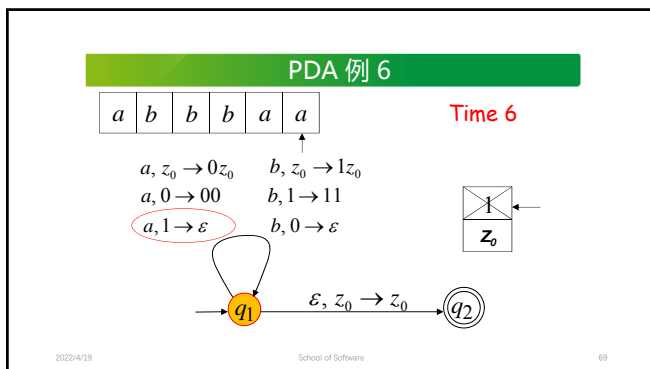 PDA 例 6
a b b b a a
Time 6
a, z₀ → 0z₀ b, z₀ → 1z₀
a, 0 → 00 b, 1 → 11
a, 1 → ε b, 0 → ε
1
z₀
ε, z₀ → z₀
q₁ q₂
2022/4/19 School of Software 69